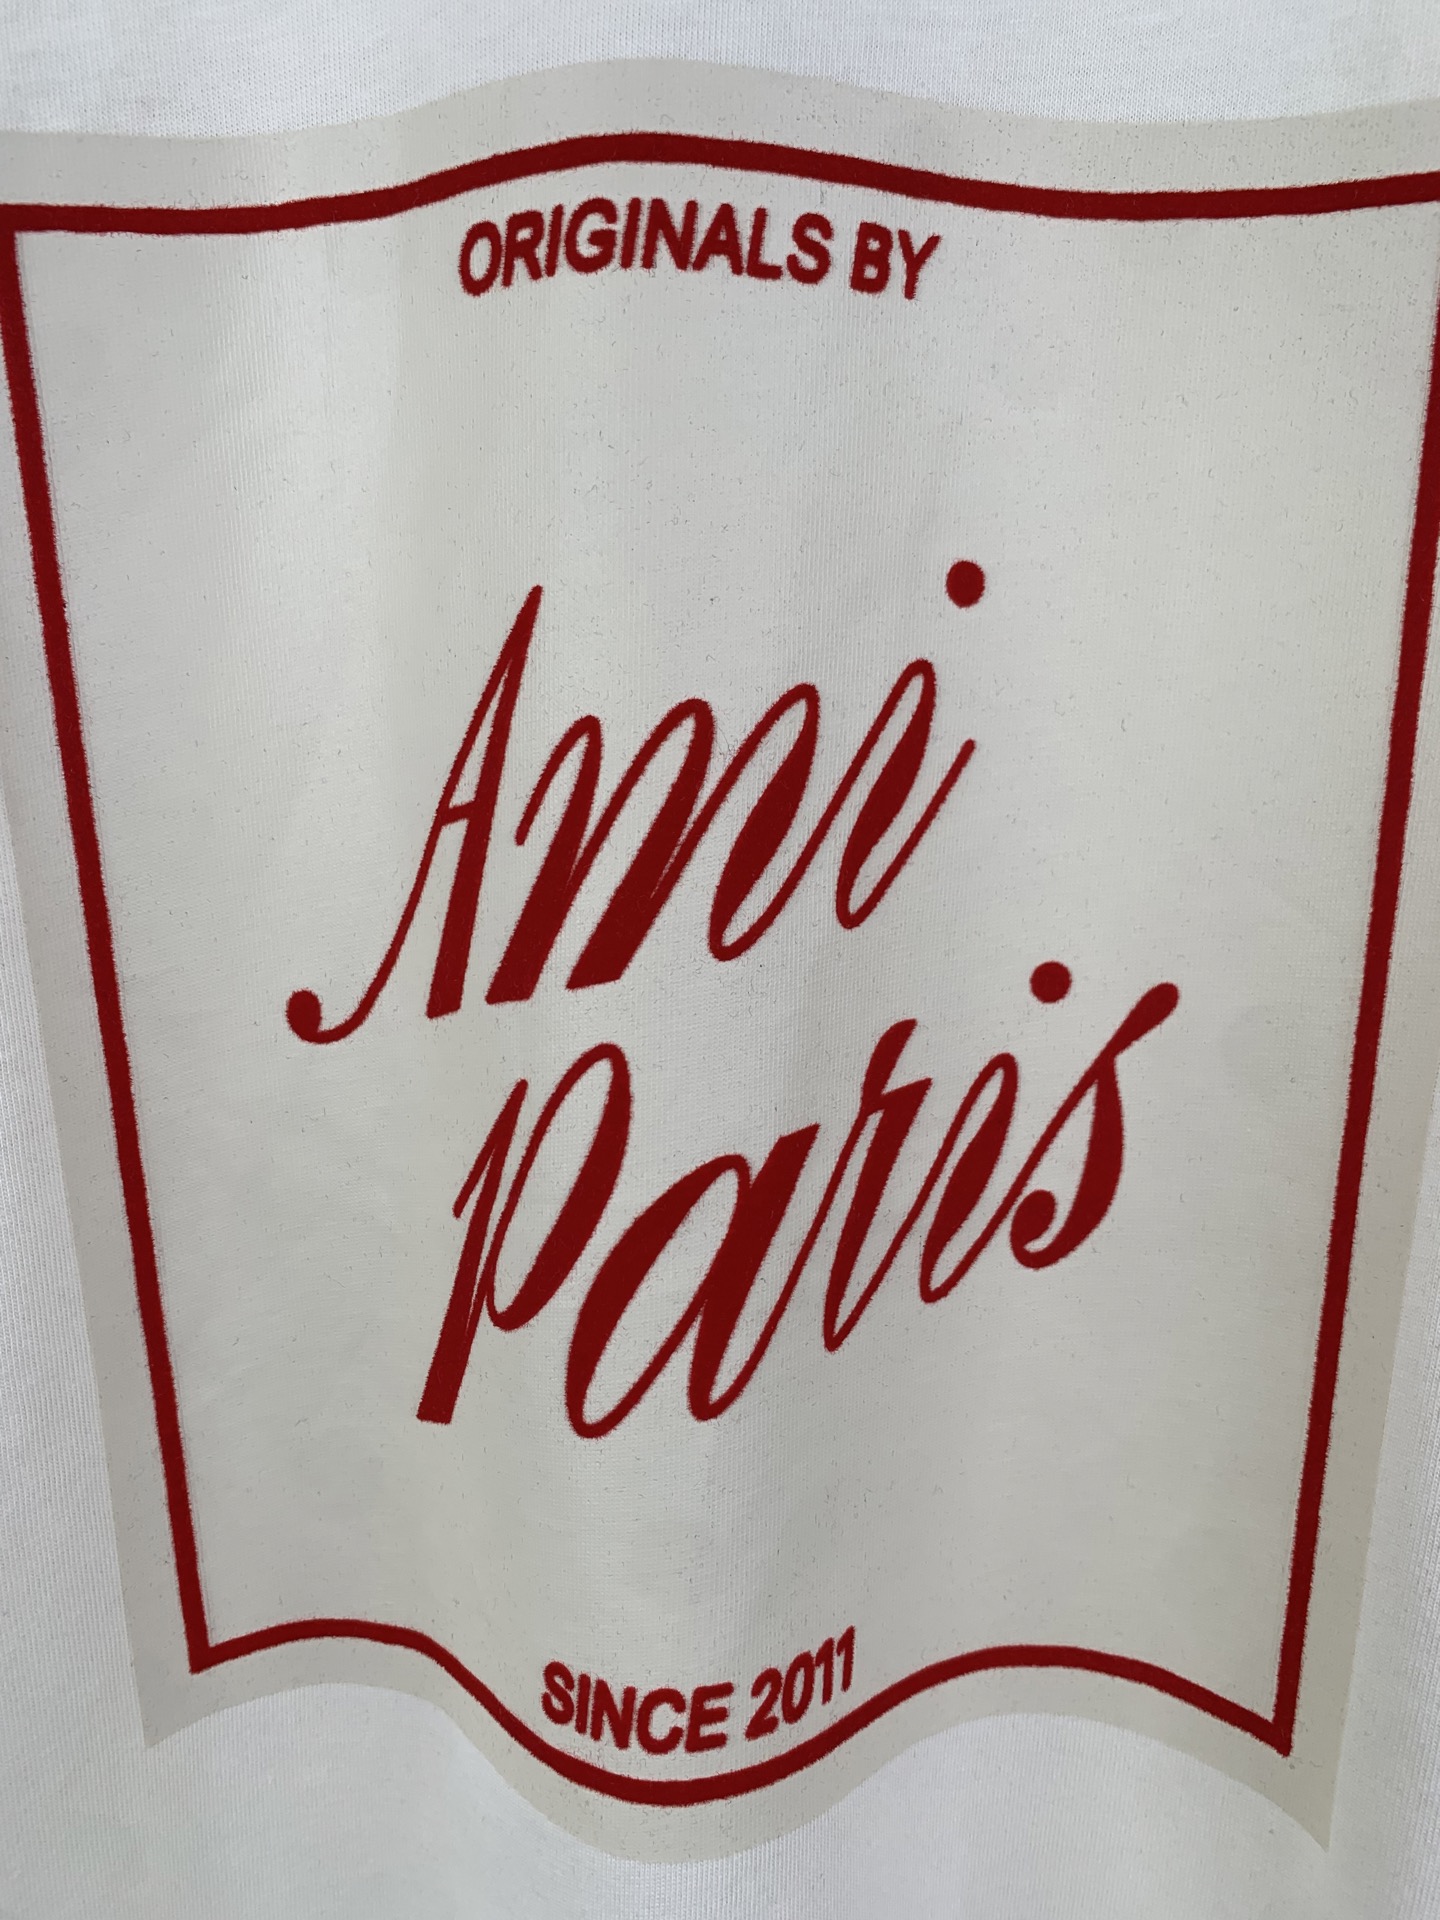 ORIGINALS BY
Ami
Paris
SINCE 2011